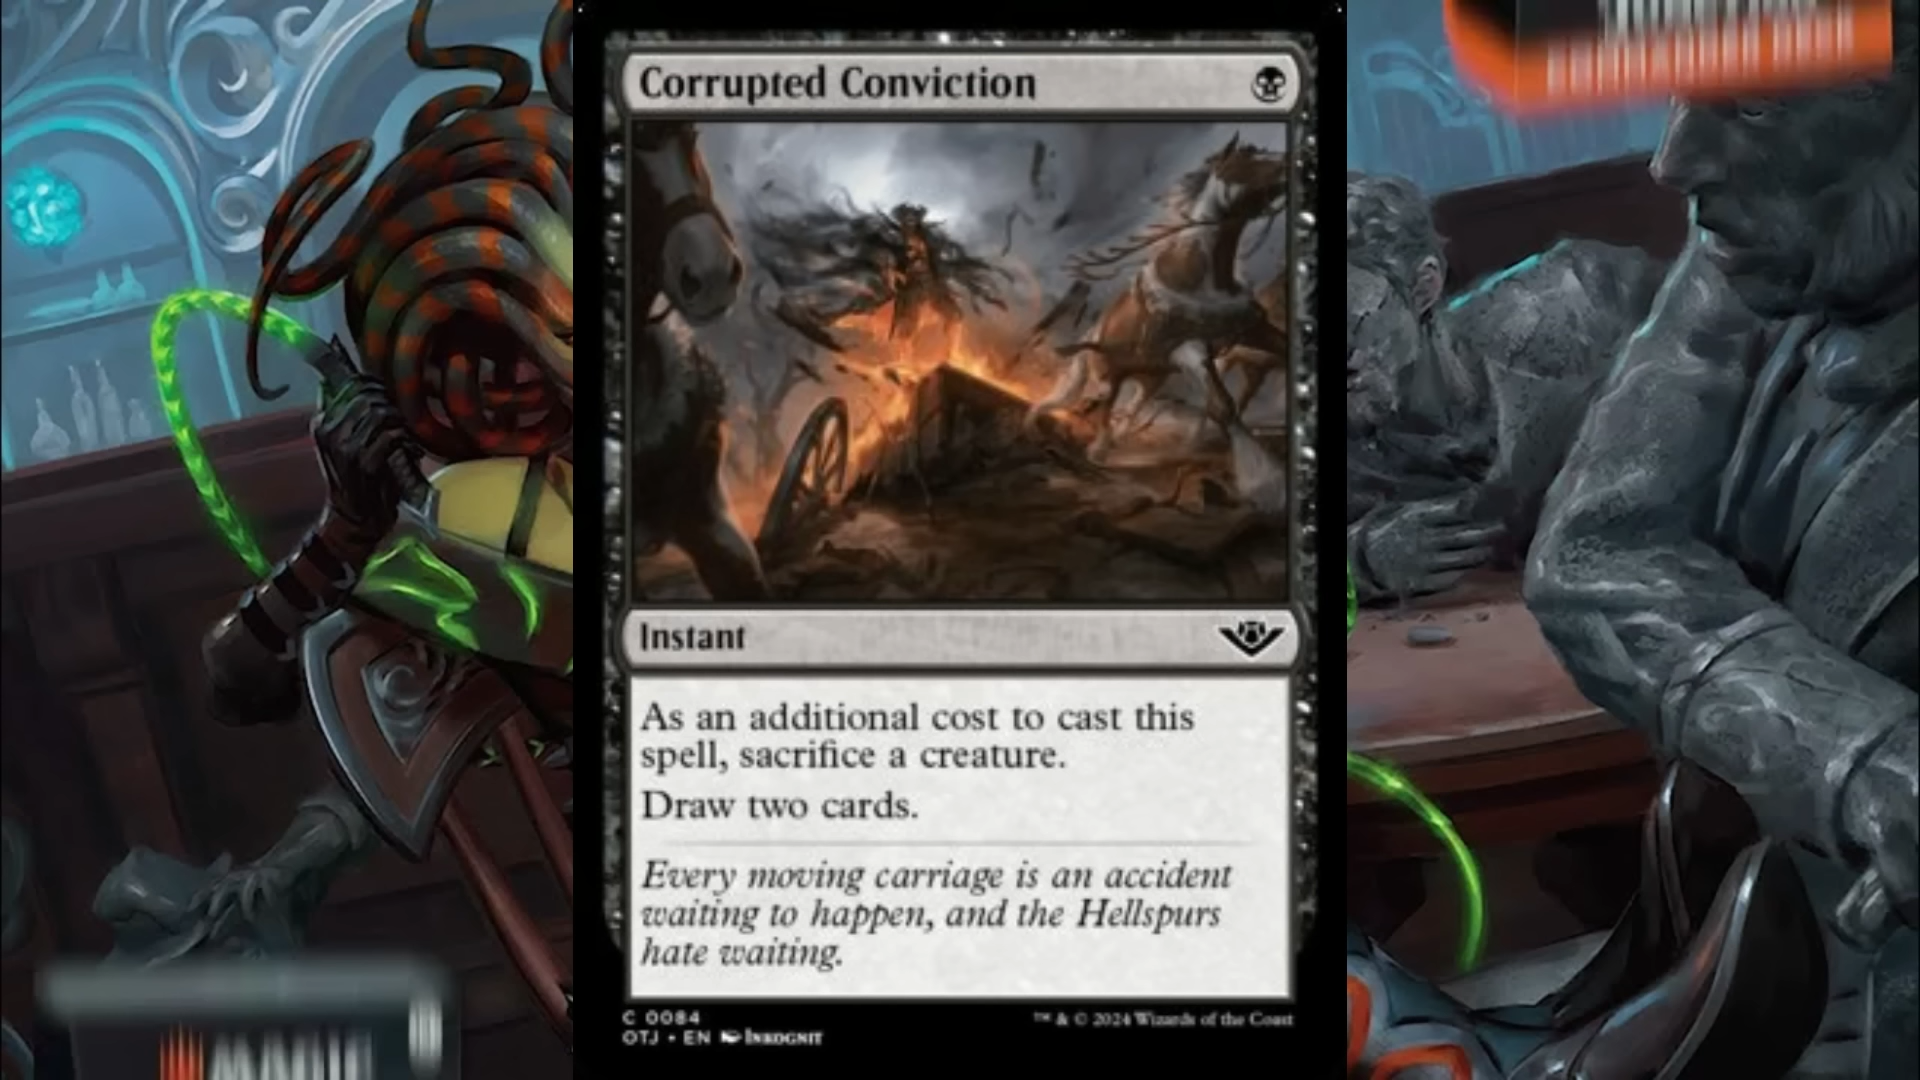 Corrupted Conviction
Instant
As an additional cost to cast this
spell, sacrifice a creature.
Draw two cards.
Every moving carriage is an accident
waiting to happen, and the Hellspurs
hate waiting.
C 0084
™ & © 2024 Wizards of the Coast
OTJ • EN INKOGNIT